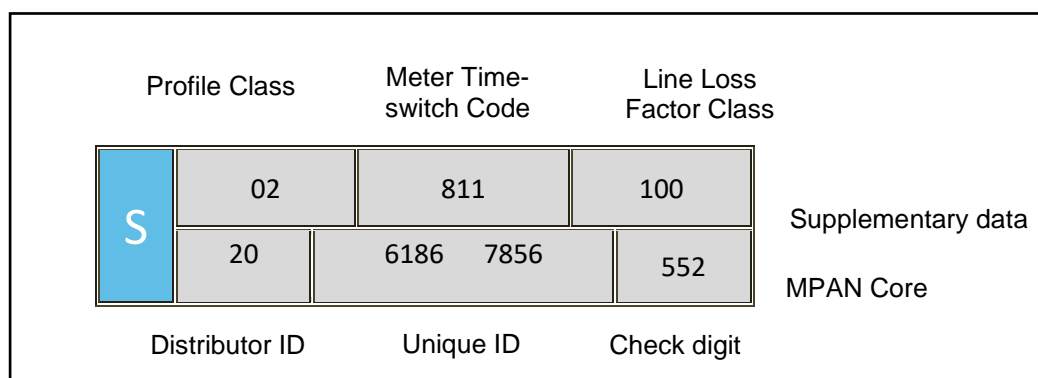 Profile Class Meter Time- Line Loss
switch Code Factor Class
S 02 811 100
Supplementary data
20 6186 7856 552
MPAN Core
Distributor ID Unique ID Check digit